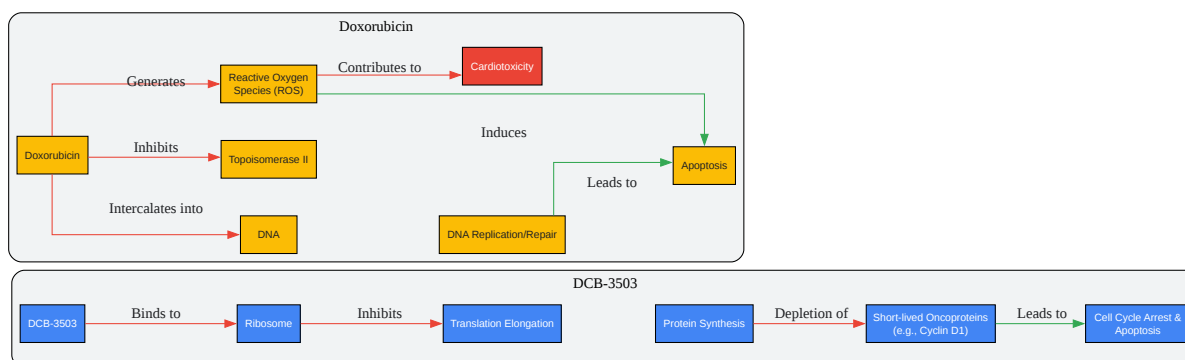 Doxorubicin
Generates
Reactive Oxygen
Species (ROS)
Contributes to
Cardiotoxicity
Induces
Doxorubicin
Inhibits
Topoisomerase II
Apoptosis
Leads to
Intercalates into
DNA
DNA Replication/Repair
DCB-3503
DCB-3503
Binds to
Ribosome
Inhibits
Translation Elongation
Protein Synthesis
Depletion of
Short-lived Oncoproteins
(e.g., Cyclin D1)
Leads to
Cell Cycle Arrest &
Apoptosis